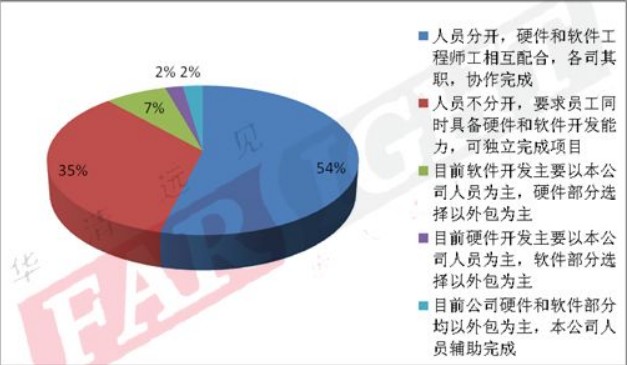 2% 2%
7%
35%
54%
人员分开，硬件和软件工
程师工相互配合，各司其
职，协作完成
人员不分开，要求员工同
时具备硬件和软件开发能
力，可独立完成项目
目前软件开发主要以本公
司人员为主，硬件部分选
择以外包为主
目前硬件开发主要以本公
司人员为主，软件部分选
择以外包为主
目前公司硬件和软件部分
均以外包为主，本公司人
员辅助完成
华清远见
FARSIGHT